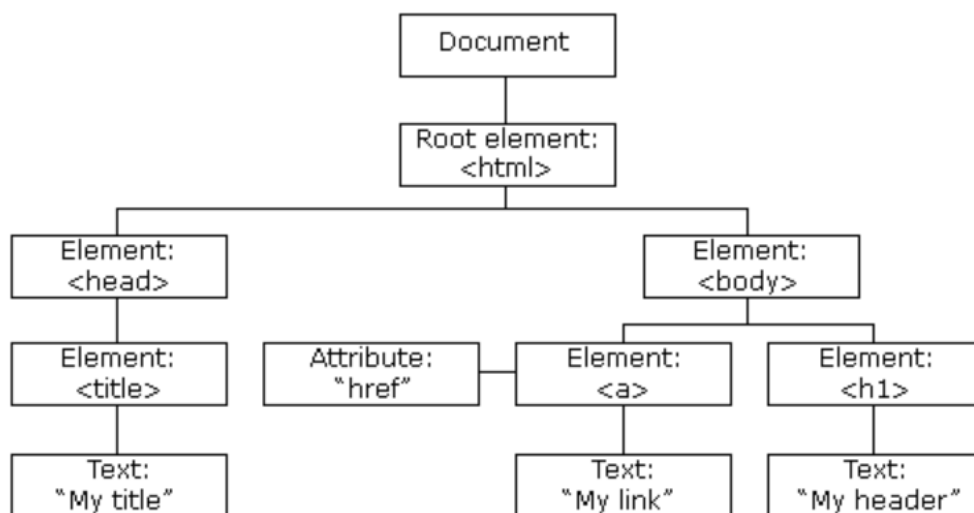 Document
Root element:
<html>
Element:
<head>
Element:
<body>
Element:
<title>
Attribute:
“href”
Element:
<a>
Element:
<h1>
Text:
“My title”
Text:
“My link”
Text:
“My header”